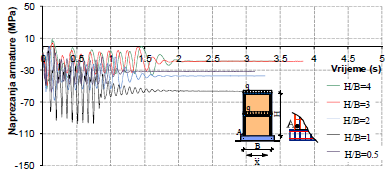 50
10
-30
-70
-110
-150
Naprezanja armature (MPa)
0 0.5 1 1.5 2 2.5 3 3.5 4 4.5 5
Vrijeme (s)
H/B=4
H/B=3
H/B=2
H/B=1
H/B=0.5
q
q
H
A
B
X
A